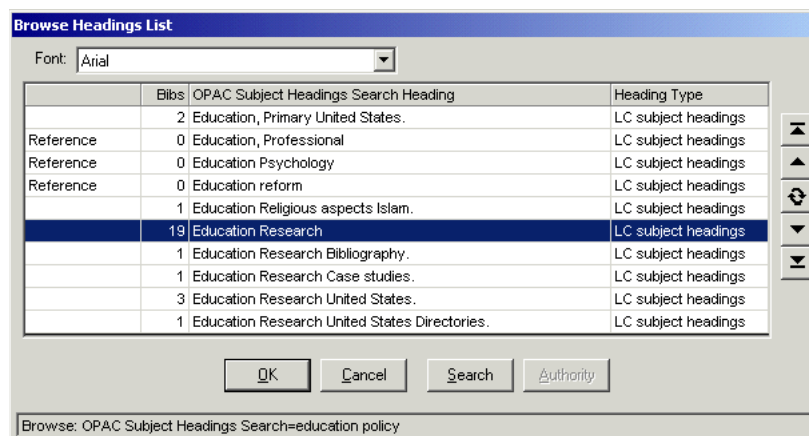 Browse Headings List
Font: Arial
Bibs OPAC Subject Headings Search Heading Heading Type
2 Education, Primary United States. LC subject headings
Reference 0 Education, Professional LC subject headings
Reference 0 Education Psychology LC subject headings
Reference 0 Education reform LC subject headings
1 Education Religious aspects Islam. LC subject headings
19 Education Research LC subject headings
1 Education Research Bibliography. LC subject headings
1 Education Research Case studies. LC subject headings
3 Education Research United States. LC subject headings
1 Education Research United States Directories. LC subject headings
OK Cancel Search Authority
Browse: OPAC Subject Headings Search=education policy